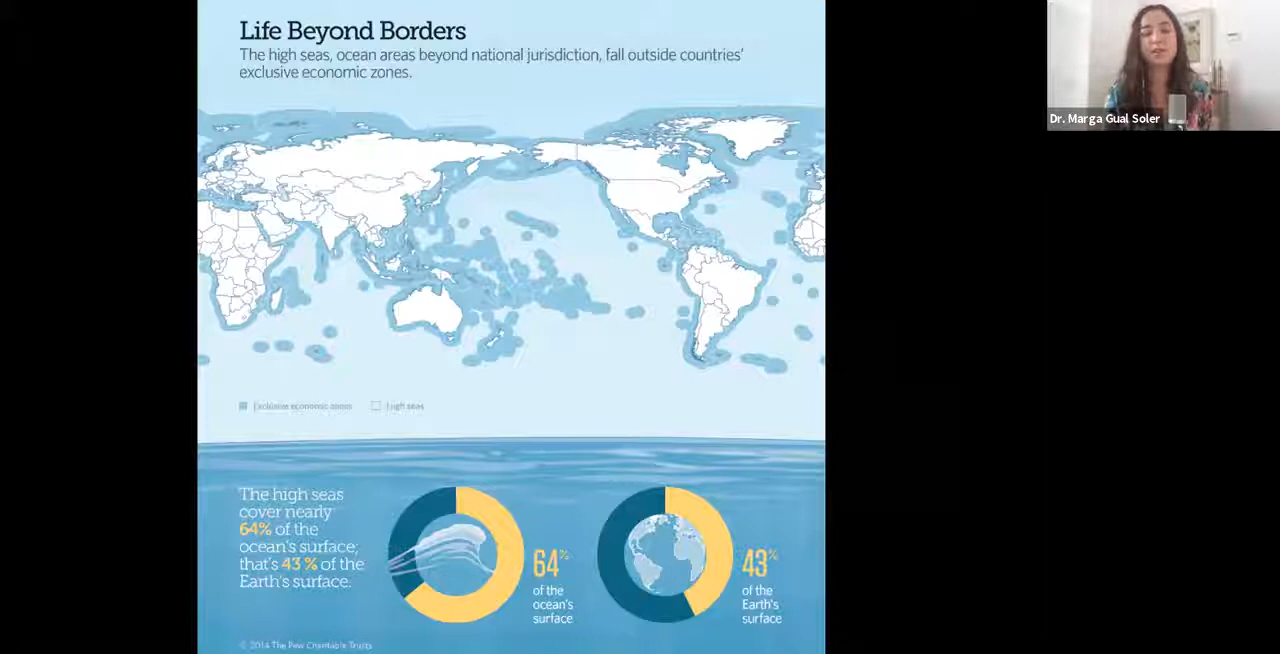 Life Beyond Borders
The high seas, ocean areas beyond national jurisdiction, fall outside countries'
exclusive economic zones.
Dr. Marga Gual Soler
Exclusive economic zones
High seas
The high seas
cover nearly
64% of the
ocean's surface;
that's 43 % of the
Earth's surface.
64%
of the
ocean's
surface
43%
of the
Earth's
surface
© 2014 The Pew Charitable Trusts